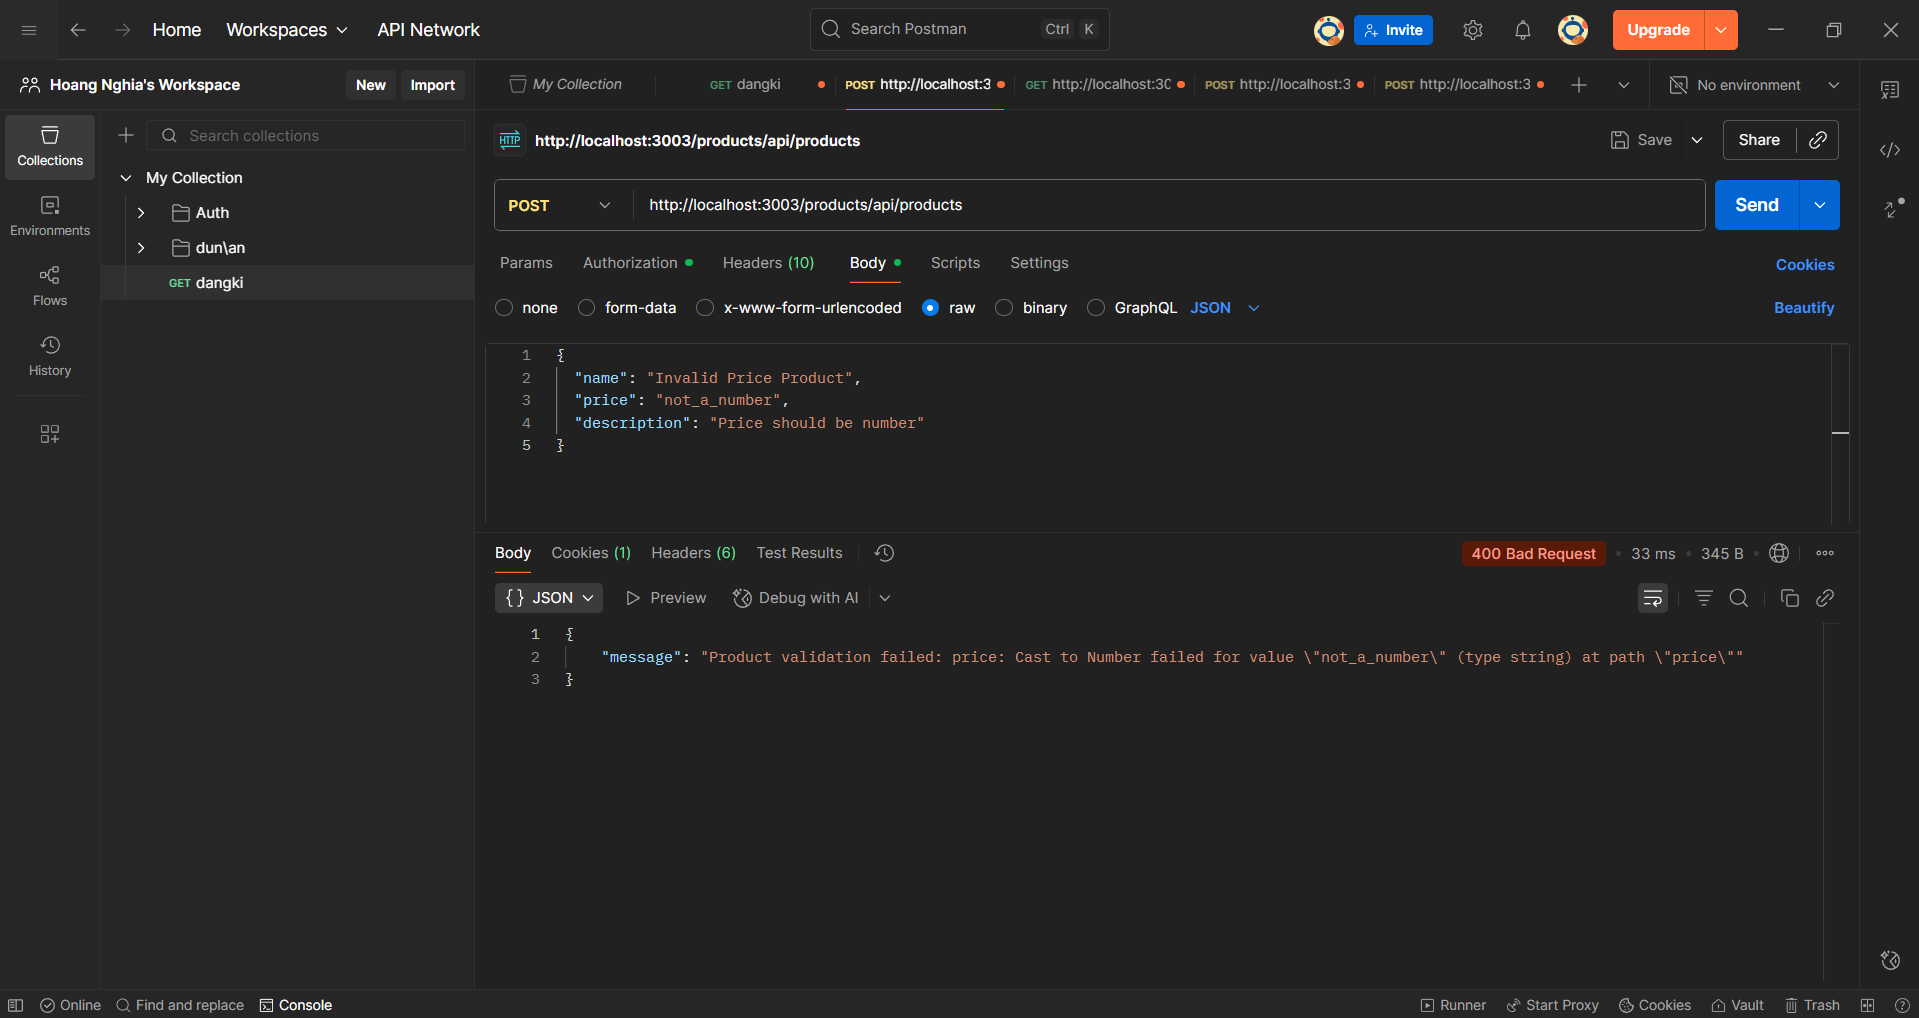 Home Workspaces API Network Search Postman Ctrl K Invite Upgrade
Hoang Nghia's Workspace New Import My Collection GET dangki POST http://localhost:3 GET http://localhost:30 POST http://localhost:3 POST http://localhost:3 No environment
Collections
Environments
Flows
History
Search collections
My Collection
Auth
dun\an
GET dangki
HTTP http://localhost:3003/products/api/products Save Share
POST http://localhost:3003/products/api/products Send
Params Authorization Headers (10) Body Scripts Settings Cookies
none form-data x-www-form-urlencoded raw binary GraphQL JSON Beautify
1 {
2 "name": "Invalid Price Product",
3 "price": "not_a_number",
4 "description": "Price should be number"
5 }
Body Cookies (1) Headers (6) Test Results 400 Bad Request 33 ms 345 B
{} JSON Preview Debug with AI
1 {
2 "message": "Product validation failed: price: Cast to Number failed for value \"not_a_number\" (type string) at path \"price\""
3 }
Online Find and replace Console Runner Start Proxy Cookies Vault Trash